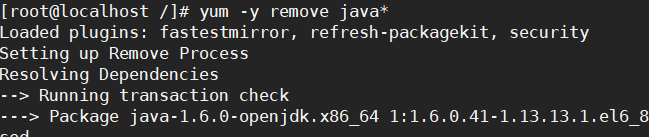 [root@localhost /]# yum -y remove java*
Loaded plugins: fastestmirror, refresh-packagekit, security
Setting up Remove Process
Resolving Dependencies
--> Running transaction check
---> Package java-1.6.0-openjdk.x86_64 1:1.6.0.41-1.13.13.1.el6_8
sed